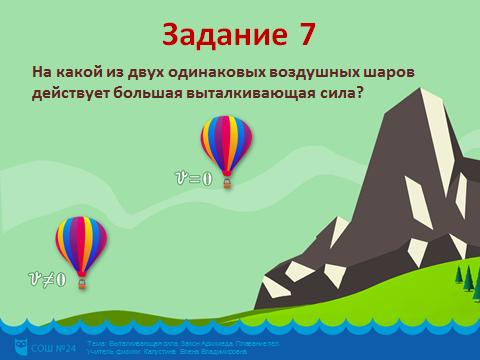 Задание 7
На какой из двух одинаковых воздушных шаров
действует большая выталкивающая сила?
𝒱=0
𝒱≠0
СОШ №24
Тема: Выталкивающая сила. Закон Архимеда. Плавание тел.
Учитель физики: Капустина Елена Владимировна